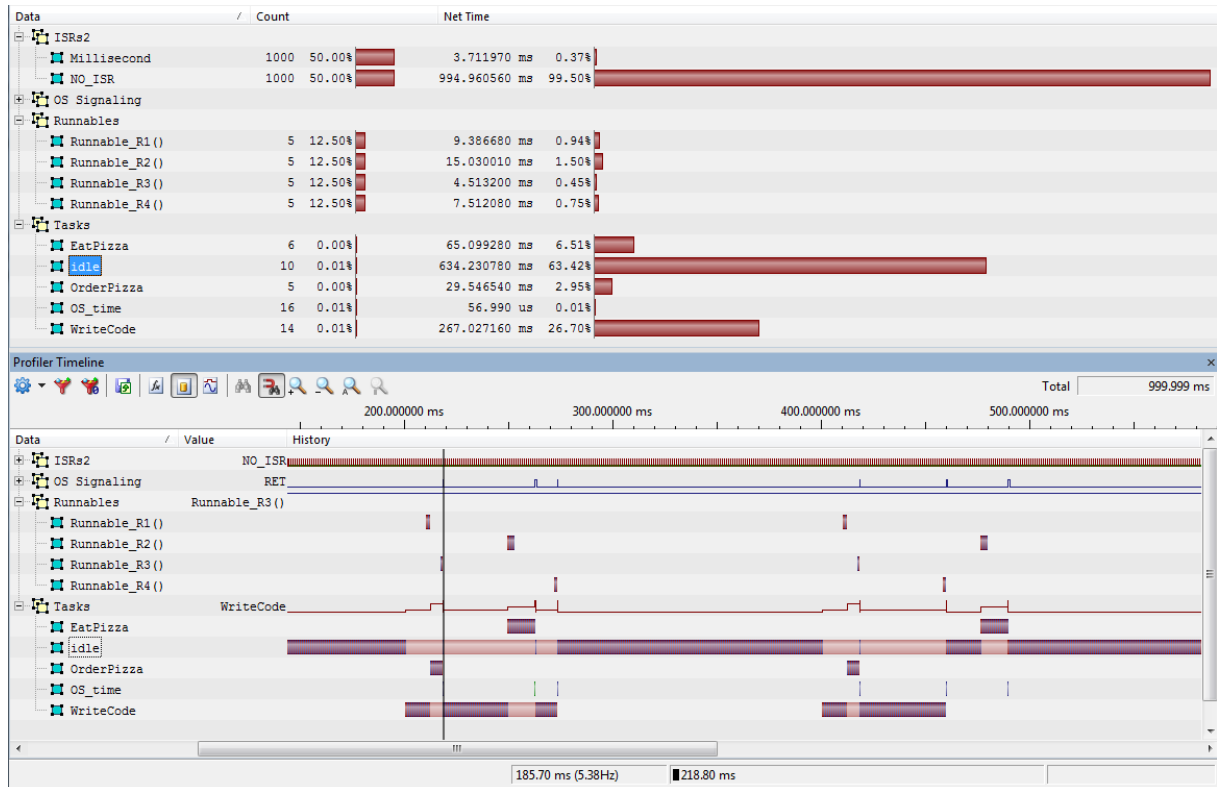 Data / Count Net Time
ISRs2
Millisecond 1000 50.00% 3.711970 ms 0.37%
NO_ISR 1000 50.00% 994.960560 ms 99.50%
OS Signaling
Runnables
Runnable_R1() 5 12.50% 9.386680 ms 0.94%
Runnable_R2() 5 12.50% 15.030010 ms 1.50%
Runnable_R3() 5 12.50% 4.513200 ms 0.45%
Runnable_R4() 5 12.50% 7.512080 ms 0.75%
Tasks
EatPizza 6 0.00% 65.099280 ms 6.51%
idle 10 0.01% 634.230780 ms 63.42%
OrderPizza 5 0.00% 29.546540 ms 2.95%
OS_time 16 0.01% 56.990 us 0.01%
WriteCode 14 0.01% 267.027160 ms 26.70%
Profiler Timeline
Total 999.999 ms
200.000000 ms 300.000000 ms 400.000000 ms 500.000000 ms
Data / Value History
ISRs2 NO_ISR
OS Signaling RET
Runnables Runnable_R3()
Runnable_R1()
Runnable_R2()
Runnable_R3()
Runnable_R4()
Tasks WriteCode
EatPizza
idle
OrderPizza
OS_time
WriteCode
185.70 ms (5.38Hz) 218.80 ms